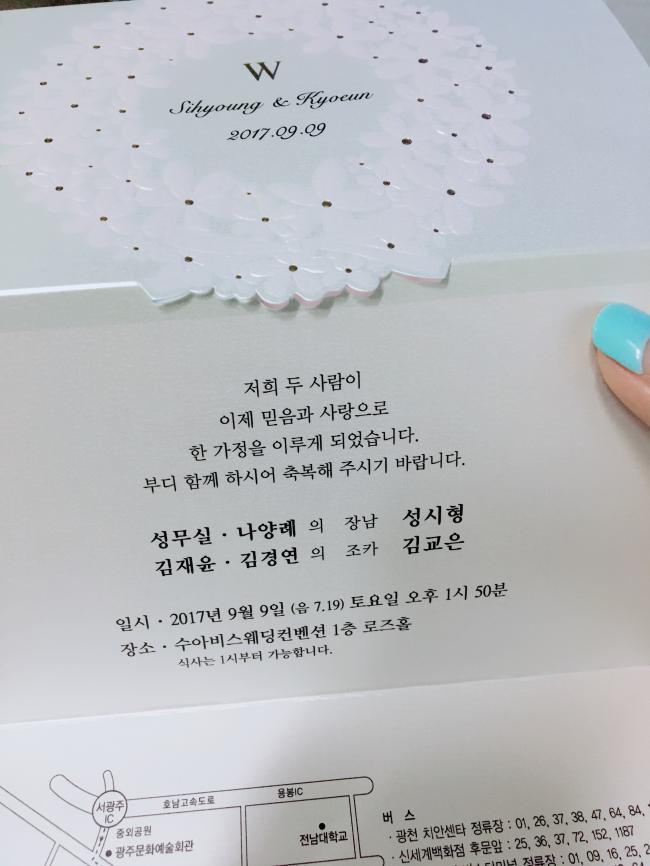 W
Sihyoung & Kyoeun
2017.09.09
저희 두 사람이
이제 믿음과 사랑으로
한 가정을 이루게 되었습니다.
부디 함께 하시어 축복해 주시기 바랍니다.
성무실 · 나양례 의 장남 성시형
김재윤 · 김경연 의 조카 김교은
일시 · 2017년 9월 9일 (음 7.19) 토요일 오후 1시 50분
장소 · 수아비스웨딩컨벤션 1층 로즈홀
식사는 1시부터 가능합니다.
서광주
IC
호남고속도로
용봉IC
중외공원
광주문화예술회관
전남대학교
버 스
· 광천 치안센타 정류장 : 01, 26, 37, 38, 47, 64, 84,
· 신세계백화점 후문앞 : 25, 36, 37, 72, 152, 1187
정류장 : 01, 09, 16, 25,